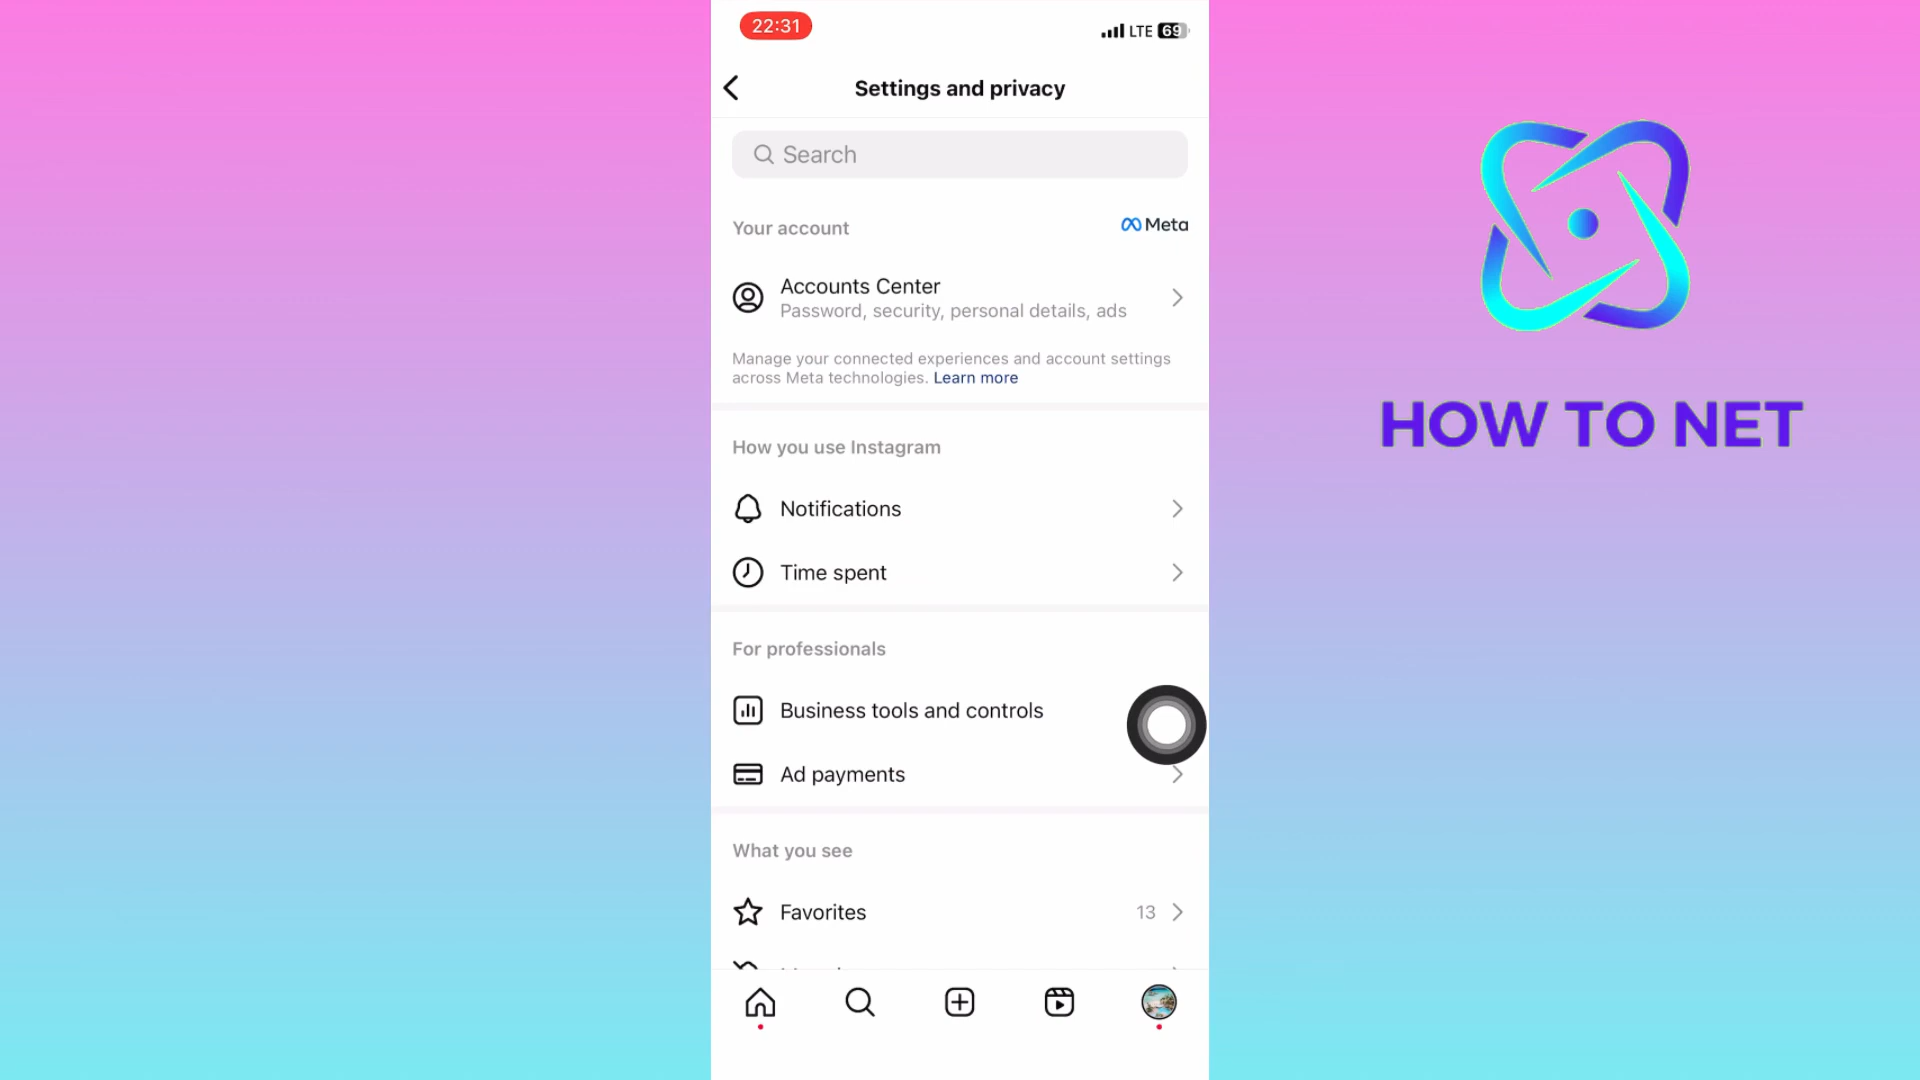 22:31
LTE 69
Settings and privacy
Search
Your account
Meta
Accounts Center
Password, security, personal details, ads
Manage your connected experiences and account settings
across Meta technologies. Learn more
How you use Instagram
Notifications
Time spent
For professionals
Business tools and controls
Ad payments
What you see
Favorites
13
HOW TO NET